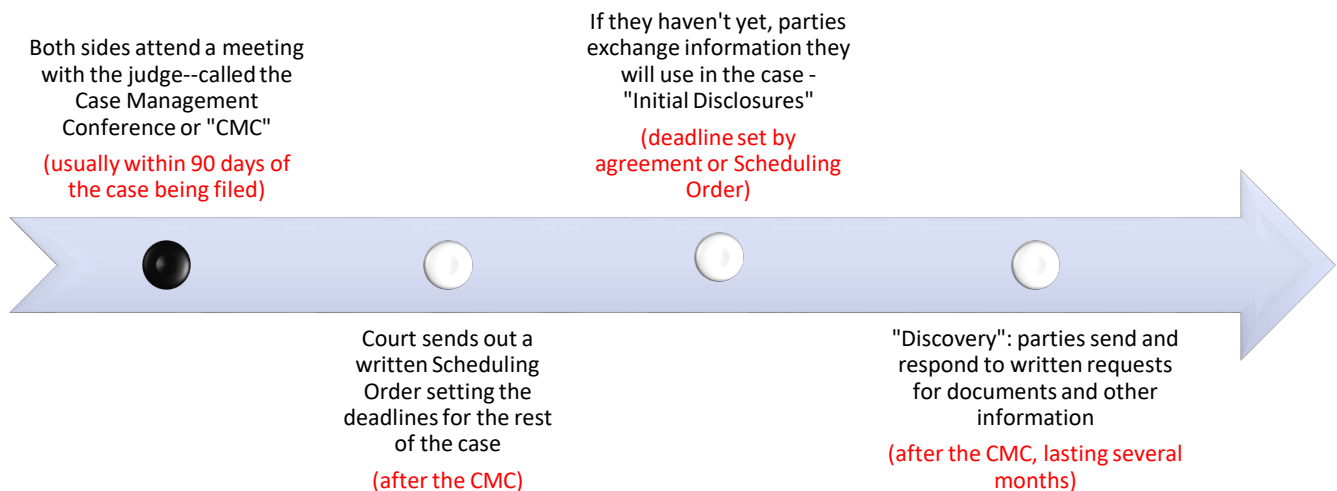 Both sides attend a meeting
with the judge--called the
Case Management
Conference or "CMC"
(usually within 90 days of
the case being filed)
Court sends out a
written Scheduling
Order setting the
deadlines for the rest
of the case
(after the CMC)
If they haven't yet, parties
exchange information they
will use in the case -
"Initial Disclosures"
(deadline set by
agreement or Scheduling
Order)
"Discovery": parties send and
respond to written requests
for documents and other
information
(after the CMC, lasting several
months)